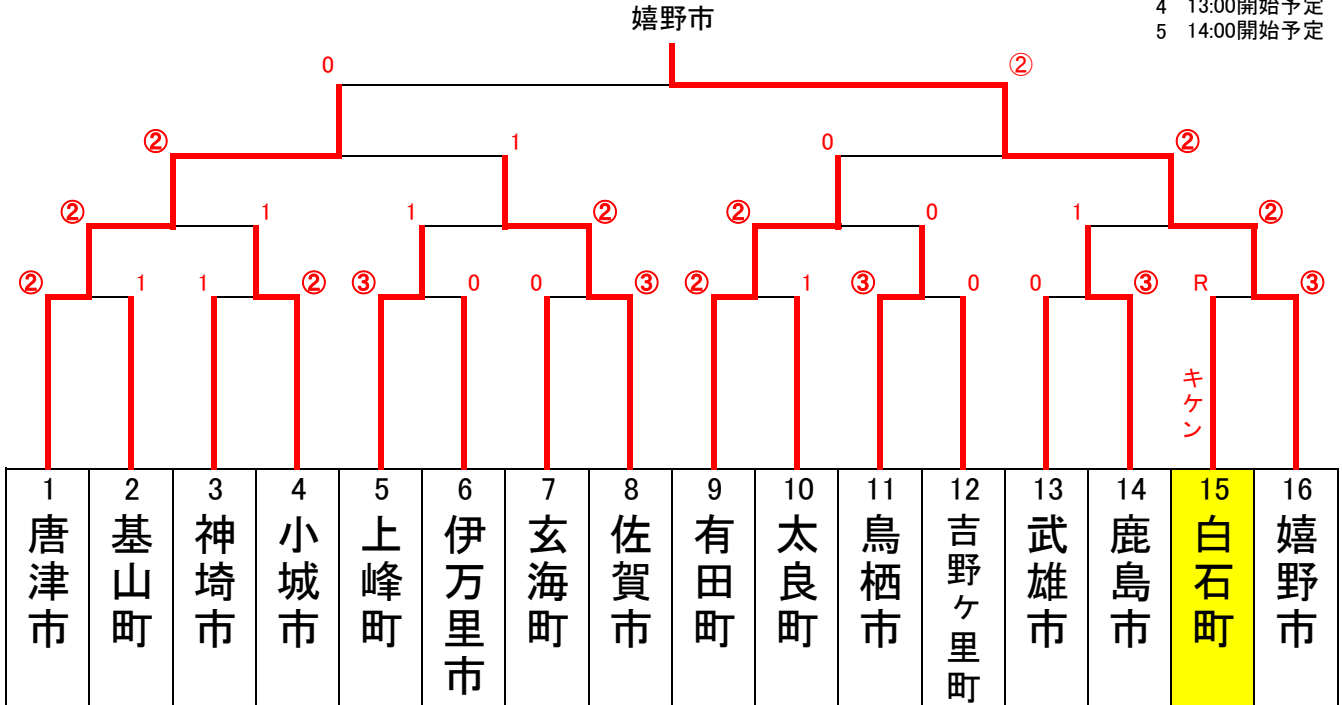 4 13:00開始予定
5 14:00開始予定
嬉野市
0 ②
② 1 0 ②
② 1 1 ② ② 0 1 ②
② 1 1 ② ③ 0 0 ③ ② 1 ③ 0 0 ③ R ③
キケン
1 2 3 4 5 6 7 8 9 10 11 12 13 14 15 16
唐津市
基山町
神埼市
小城市
上峰町
伊万里市
玄海町
佐賀市
有田町
太良町
鳥栖市
吉野ヶ里町
武雄市
鹿島市
白石町
嬉野市